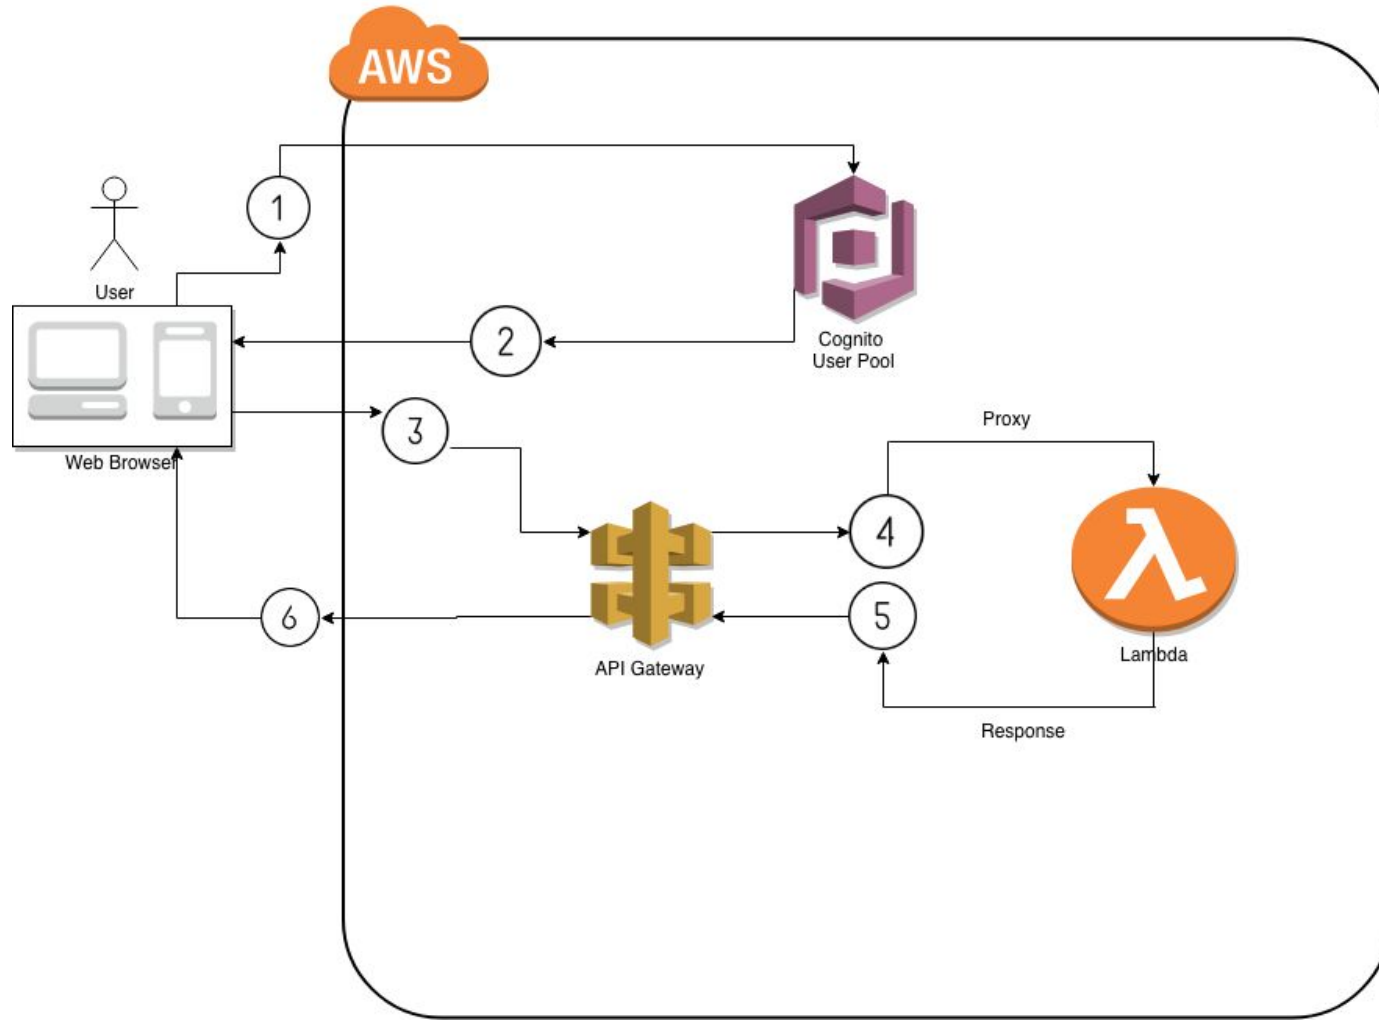 AWS
1
User
2
Cognito
User Pool
3
Proxy
Web Browser
4
5
6
API Gateway
λ
Lambda
Response